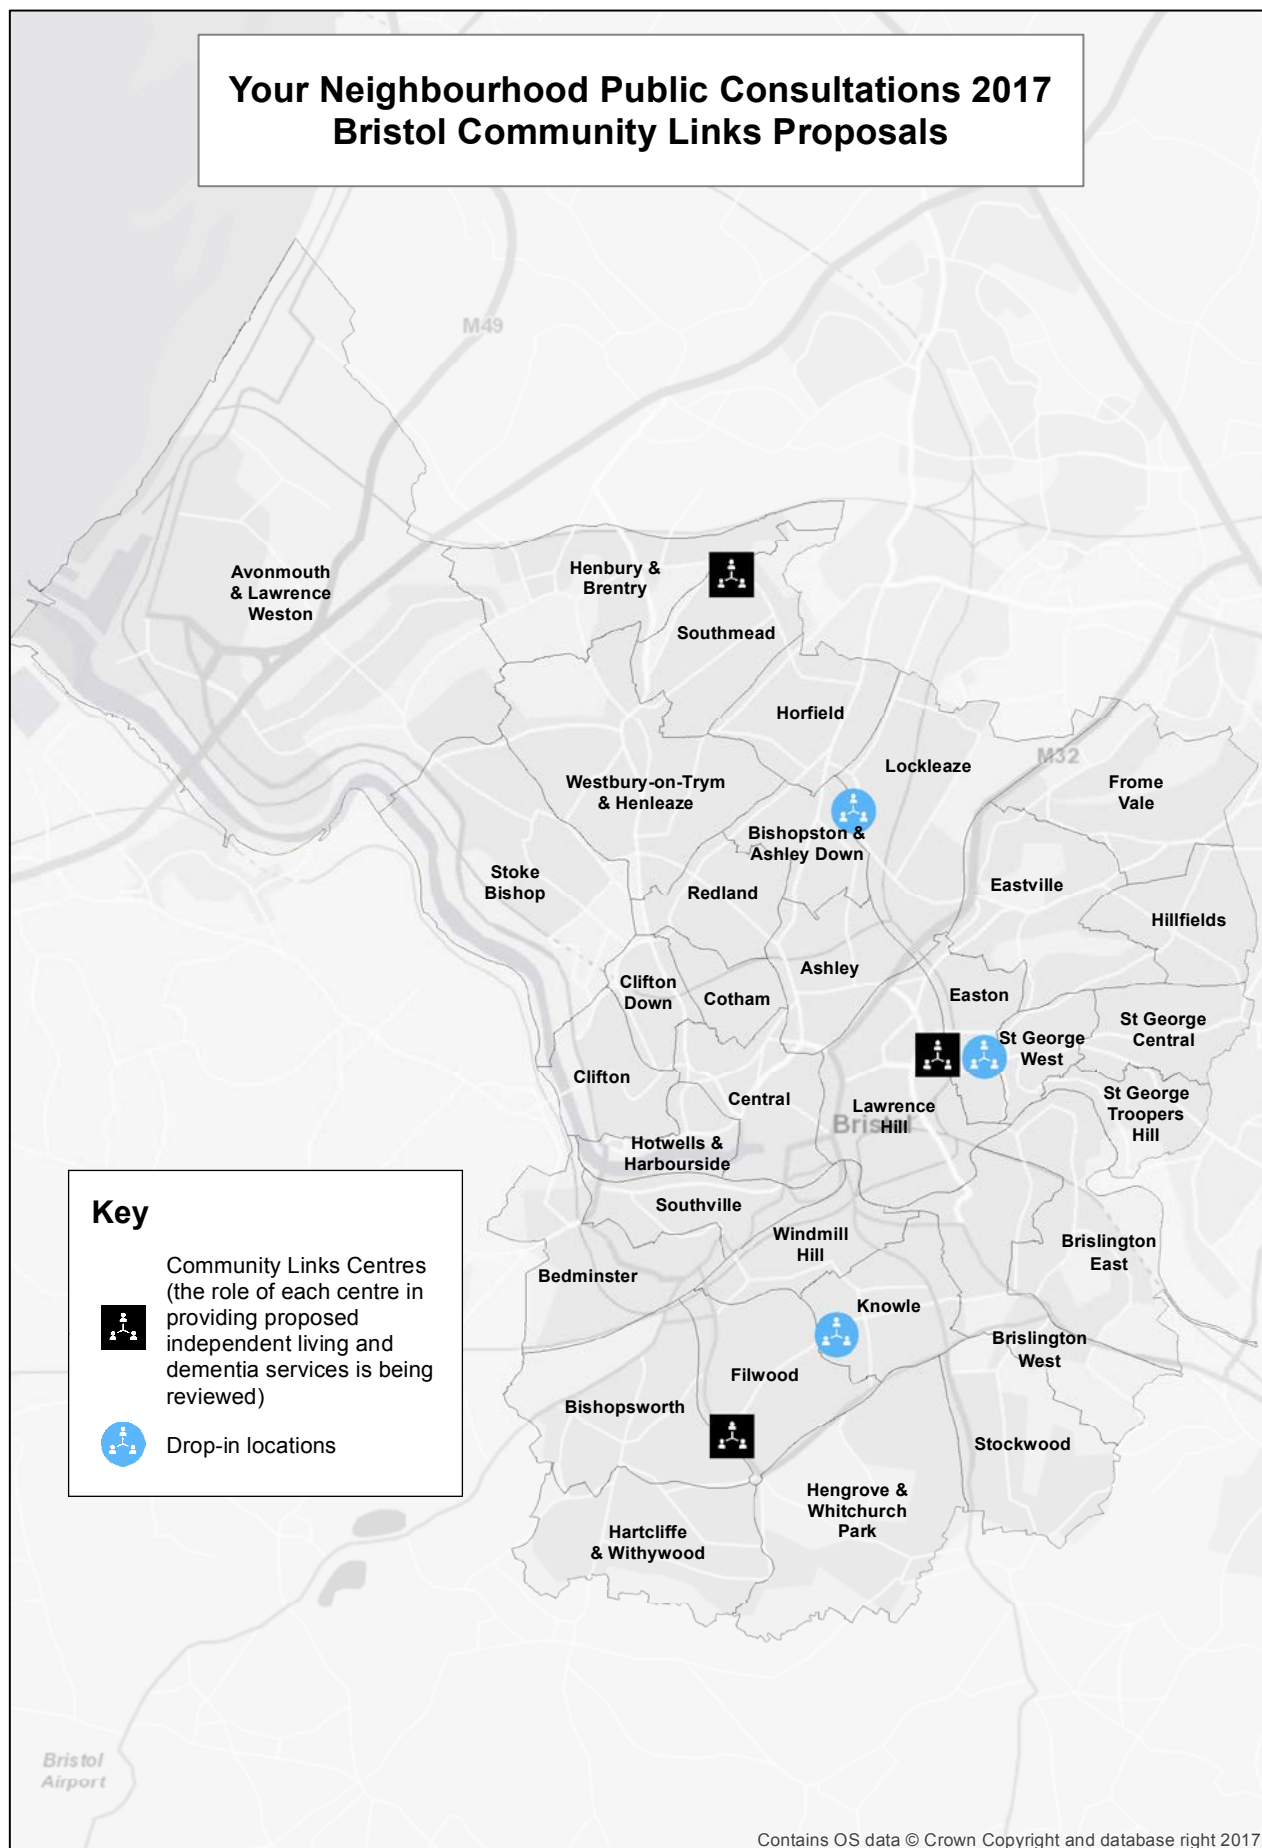 Your Neighbourhood Public Consultations 2017
Bristol Community Links Proposals
M49
Avonmouth
& Lawrence
Weston
Henbury &
Brentry
Southmead
Horfield
Lockleaze
M32
Frome
Vale
Westbury-on-Trym
& Henleaze
Bishopston &
Ashley Down
Stoke
Bishop
Redland
Eastville
Hillfields
Ashley
Clifton
Down
Cotham
Easton
St George
Central
St George
West
Clifton
Central
Lawrence
Hill
Bristol
St George
Troopers
Hill
Hotwells &
Harbourside
Southville
Windmill
Hill
Brislington
East
Bedminster
Knowle
Brislington
West
Filwood
Bishopsworth
Stockwood
Hengrove &
Whitchurch
Park
Hartcliffe
& Withywood
Key
Community Links Centres
(the role of each centre in
providing proposed
independent living and
dementia services is being
reviewed)
Drop-in locations
Bristol
Airport
Contains OS data © Crown Copyright and database right 2017